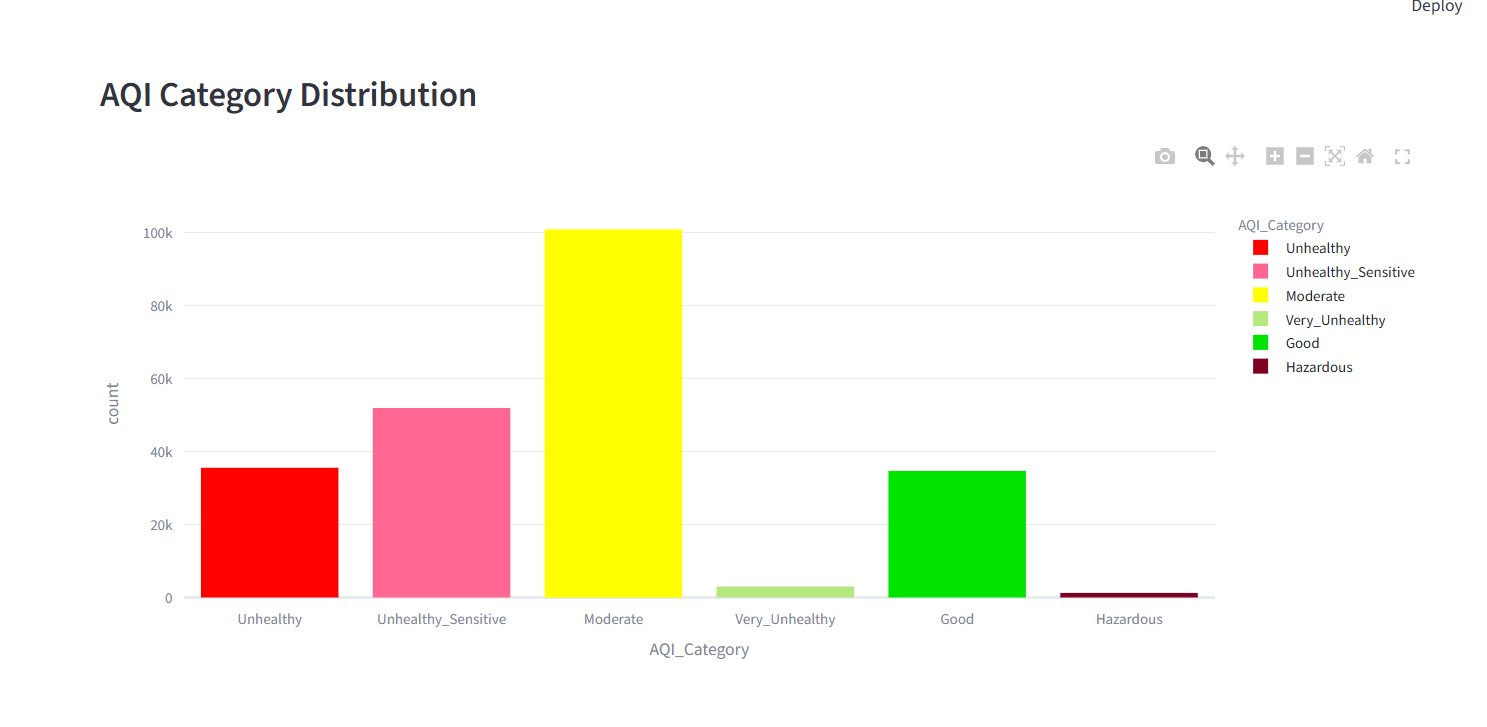 Deploy
AQI Category Distribution
100k
80k
60k
40k
20k
0
count
Unhealthy
Unhealthy_Sensitive
Moderate
Very_Unhealthy
Good
Hazardous
AQI_Category
AQI_Category
Unhealthy
Unhealthy_Sensitive
Moderate
Very_Unhealthy
Good
Hazardous